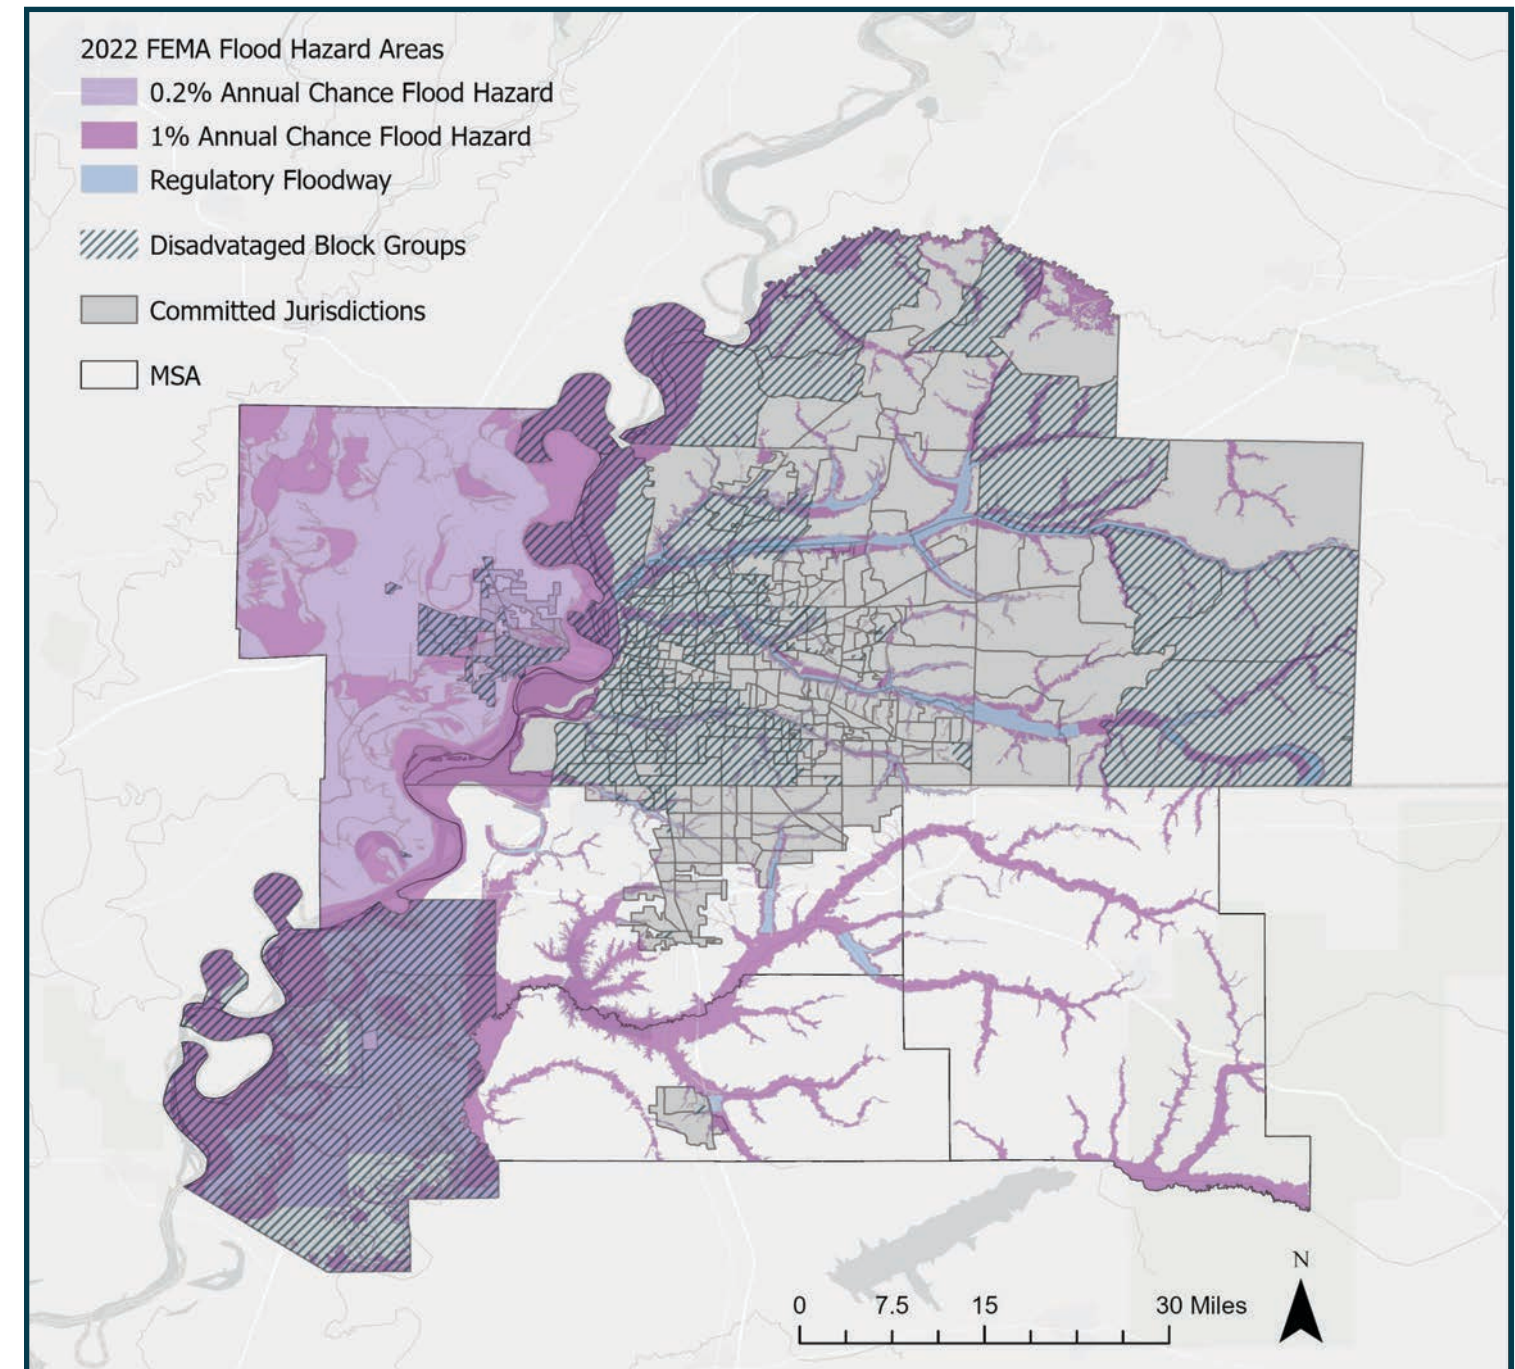 2022 FEMA Flood Hazard Areas
0.2% Annual Chance Flood Hazard
1% Annual Chance Flood Hazard
Regulatory Floodway
Disadvataged Block Groups
Committed Jurisdictions
MSA
N
0 7.5 15 30 Miles